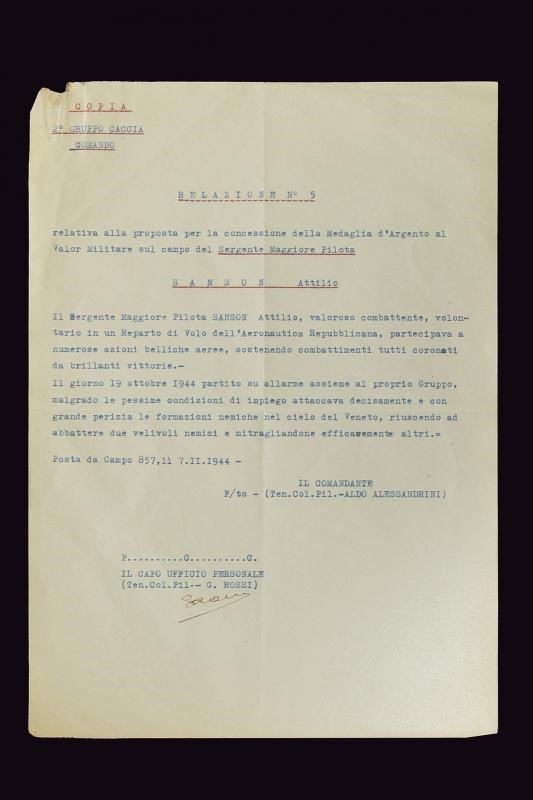 C O P I A
2° GRUPPO CACCIA
COMANDO
R E L A Z I O N E N° 5
relativa alla proposta per la concessione della Medaglia d'Argento al
Valor Militare sul campo del Sergente Maggiore Pilota
S A N S O N Attilio
Il Sergente Maggiore Pilota SANSON Attilio, valoroso combattente, volon-
tario in un Reparto di Volo dell'Aeronautica Repubblicana, partecipava a
numerose azioni belliche aeree, sostenendo combattimenti tutti coronati
da brillanti vittorie.-
Il giorno 19 ottobre 1944 partito su allarme assieme al proprio Gruppo,
malgrado le pessime condizioni di impiego attaccava decisamente e con
grande perizia le formazioni nemiche nel cielo del Veneto, riuscendo ad
abbattere due velivoli nemici e mitragliandone efficavemente altri.=
Posta da Campo 857,lì 7.II.1944 -
IL COMANDANTE
F/to - (Ten.Col.Pil.-ALDO ALESSANDRINI)
P..........C..........C.
IL CAPO UFFICIO PERSONALE
(Ten.Col.Pil.-- G. ROSSI)